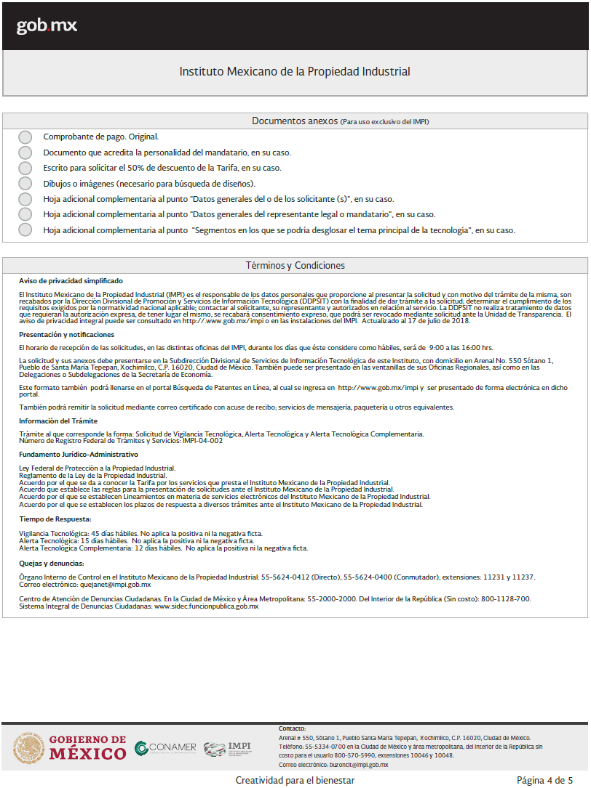 gob.mx
Instituto Mexicano de la Propiedad Industrial
Documentos anexos (Para uso exclusivo del IMPI)
Comprobante de pago. Original.
Documento que acredita la personalidad del mandatario, en su caso.
Escrito para solicitar el 50% de descuento de la Tarifa, en su caso.
Dibujos o imágenes (necesario para búsqueda de diseños).
Hoja adicional complementaria al punto "Datos generales del o de los solicitante (s)", en su caso.
Hoja adicional complementaria al punto "Datos generales del representante legal o mandatario", en su caso.
Hoja adicional complementaria al punto "Segmentos en los que se podría desglosar el tema principal de la tecnología", en su caso.
Términos y Condiciones
Aviso de privacidad simplificado
El Instituto Mexicano de la Propiedad Industrial (IMPI) es el responsable de los datos personales que proporcione al presentar la solicitud y con motivo del trámite de la misma, son
recabados por la Dirección Divisional de Promoción y Servicios de Información Tecnológica (DDPSIT) con la finalidad de dar trámite a la solicitud, determinar el cumplimiento de los
requisitos exigidos por la normatividad nacional aplicable; contactar al solicitante, su representante y autorizados en relación al servicio. La DDPSIT no realiza tratamiento de datos
que requieran la autorización expresa, de tener lugar el mismo, se recabará consentimiento expreso, que podrá ser revocado mediante solicitud ante la Unidad de Transparencia. El
aviso de privacidad integral puede ser consultado en http://.www.gob.mx/impi o en las instalaciones del IMPI. Actualizado al 17 de julio de 2018.
Presentación y notificaciones
El horario de recepción de las solicitudes, en las distintas oficinas del IMPI, durante los días que éste considere como hábiles, será de 9:00 a las 16:00 hrs.
La solicitud y sus anexos debe presentarse en la Subdirección Divisional de Servicios de Información Tecnológica de este Instituto, con domicilio en Arenal No. 550 Sótano 1,
Pueblo de Santa María Tepepan, Xochimilco, C.P. 16020, Ciudad de México. También puede ser presentado en las ventanillas de sus Oficinas Regionales, así como en las
Delegaciones o Subdelegaciones de la Secretaría de Economía.
Este formato también podrá llenarse en el portal Búsqueda de Patentes en Línea, al cual se ingresa en http://www.gob.mx/impi y ser presentado de forma electrónica en dicho
portal.
También podrá remitir la solicitud mediante correo certificado con acuse de recibo; servicios de mensajería, paquetería u otros equivalentes.
Información del Trámite
Trámite al que corresponde la forma: Solicitud de Vigilancia Tecnológica, Alerta Tecnológica y Alerta Tecnológica Complementaria.
Número de Registro Federal de Trámites y Servicios: IMPI-04-002
Fundamento Jurídico-Administrativo
Ley Federal de Protección a la Propiedad Industrial.
Reglamento de la Ley de la Propiedad Industrial.
Acuerdo por el que se da a conocer la Tarifa por los servicios que presta el Instituto Mexicano de la Propiedad Industrial.
Acuerdo que establece las reglas para la presentación de solicitudes ante el Instituto Mexicano de la Propiedad Industrial.
Acuerdo por el que se establecen Lineamientos en materia de servicios electrónicos del Instituto Mexicano de la Propiedad Industrial.
Acuerdo por el que se establecen los plazos de respuesta a diversos trámites ante el Instituto Mexicano de la Propiedad Industrial.
Tiempo de Respuesta:
Vigilancia Tecnológica: 45 días hábiles. No aplica la positiva ni la negativa ficta.
Alerta Tecnológica: 15 días hábiles. No aplica la positiva ni la negativa ficta.
Alerta Tecnológica Complementaria: 12 días hábiles. No aplica la positiva ni la negativa ficta.
Quejas y denuncias:
Órgano Interno de Control en el Instituto Mexicano de la Propiedad Industrial: 55-5624-0412 (Directo), 55-5624-0400 (Conmutador), extensiones: 11231 y 11237.
Correo electrónico: quejanet@impi.gob.mx
Centro de Atención de Denuncias Ciudadanas. En la Ciudad de México y Área Metropolitana: 55-2000-2000. Del Interior de la República (Sin costo): 800-1128-700.
Sistema Integral de Denuncias Ciudadanas: www.sidec.funcionpublica.gob.mx
GOBIERNO DE
MÉXICO
CONAMER
IMPI
Contacto:
Arenal # 550, Sótano 1, Pueblo Santa María Tepepan, Xochimilco, C.P. 16020, Ciudad de México.
Teléfono: 55-5334-0700 en la Ciudad de México y área metropolitana, del interior de la República sin
costo para el usuario 800-570-5990, extensiones 10046 y 10048.
Correo electrónico: buzoncit@impi.gob.mx
Creatividad para el bienestar
Página 4 de 5